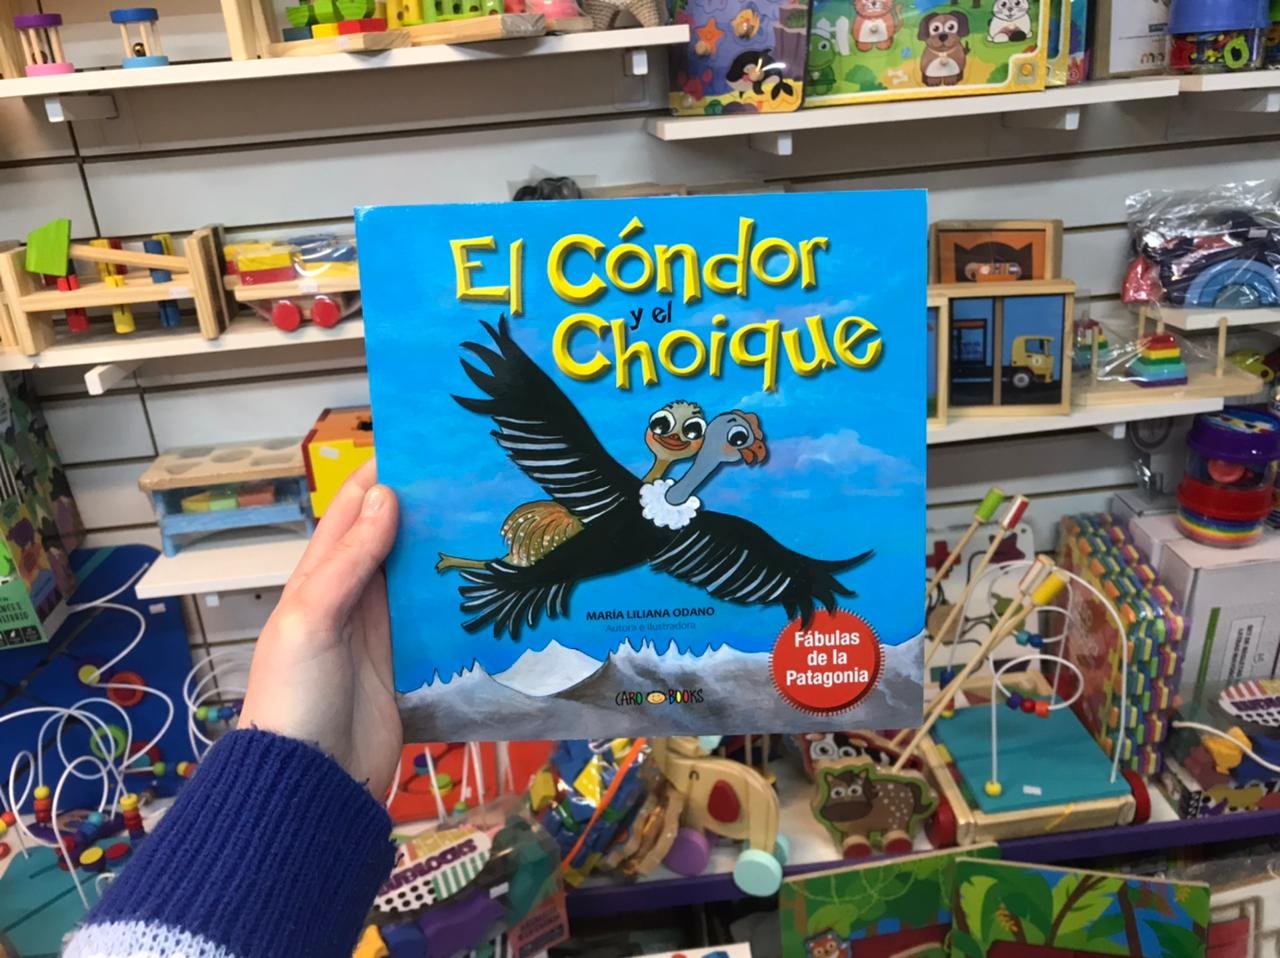 El Cóndor
y el
Choique
MARÍA LILIANA ODANO
Autora e ilustradora
Fábulas
de la
Patagonia
CARO BOOKS